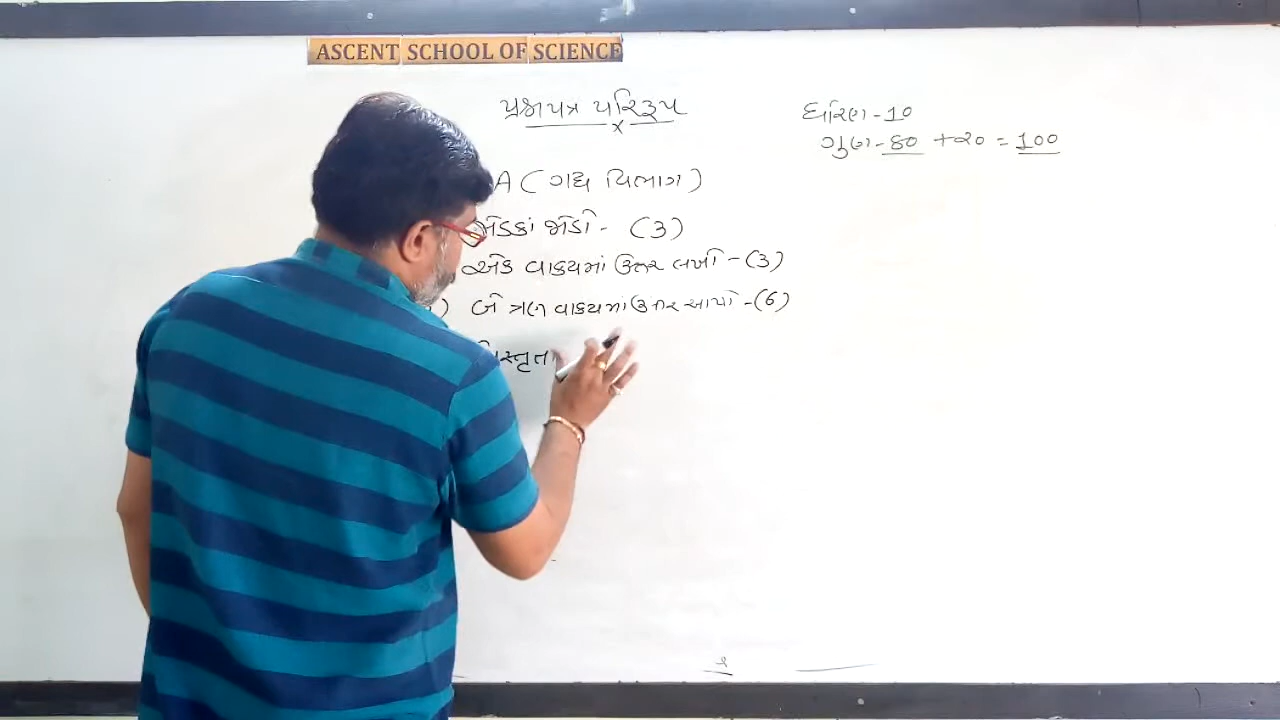 ASCENT SCHOOL OF SCIENCE
પ્રશ્નપત્ર પરિરૂપ
x
ધોરણ-10
ગુણ-80 +૨૦ = 100
A ( ગદ્ય વિભાગ )
જોડકાં જોડો - (3)
એક વાક્યમાં ઉત્તર લખો - (3)
) બે ત્રણ વાક્યમાં ઉત્તર આપો -(6)
વિસ્તૃત